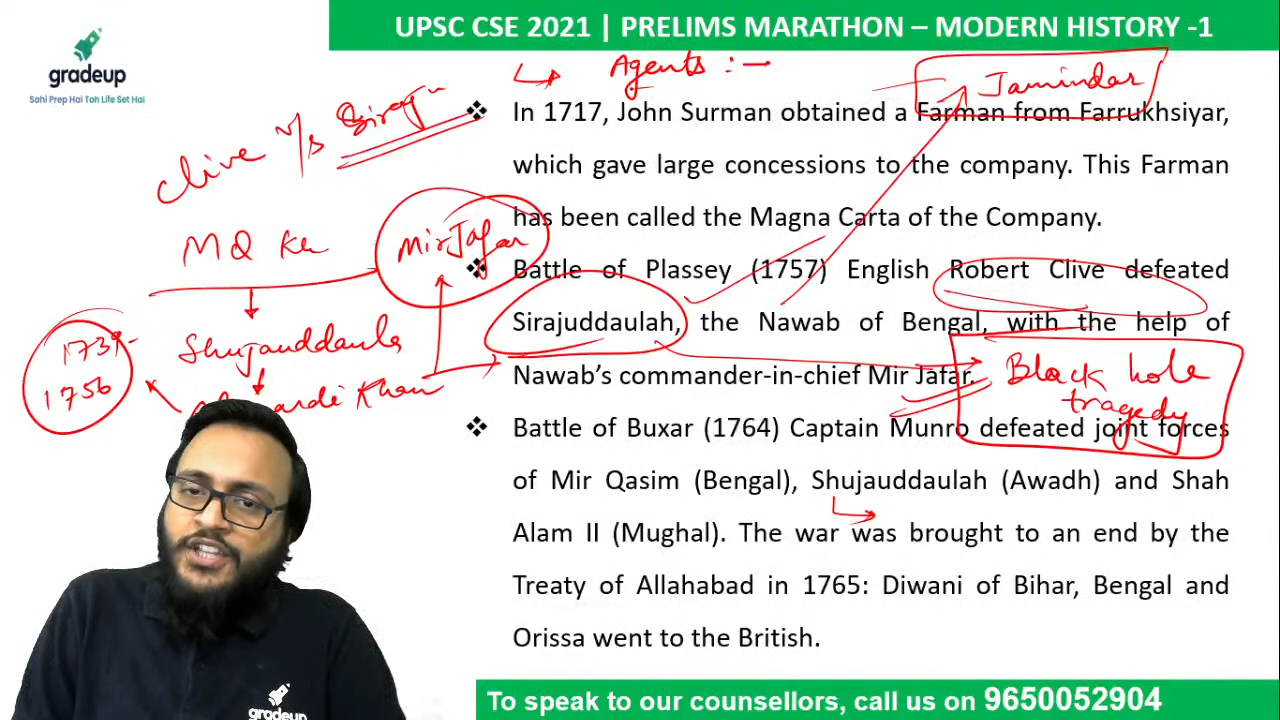 UPSC CSE 2021 | PRELIMS MARATHON – MODERN HISTORY -1
gradeup
Sahi Prep Hai Toh Life Set Hai
Agents :-
Jamindar
Clive V/s Siraj
❖ In 1717, John Surman obtained a Farman from Farrukhsiyar,
which gave large concessions to the company. This Farman
has been called the Magna Carta of the Company.
MQ
Mir Jafar
❖ Battle of Plassey (1757) English Robert Clive defeated
Sirajuddaulah, the Nawab of Bengal, with the help of
Nawab's commander-in-chief Mir Jafar.
Shujauddaula
1739-
1756
Khan
Black hole
tragedy
❖ Battle of Buxar (1764) Captain Munro defeated joint forces
of Mir Qasim (Bengal), Shujauddaulah (Awadh) and Shah
Alam II (Mughal). The war was brought to an end by the
Treaty of Allahabad in 1765: Diwani of Bihar, Bengal and
Orissa went to the British.
gradeup
To speak to our counsellors, call us on 9650052904